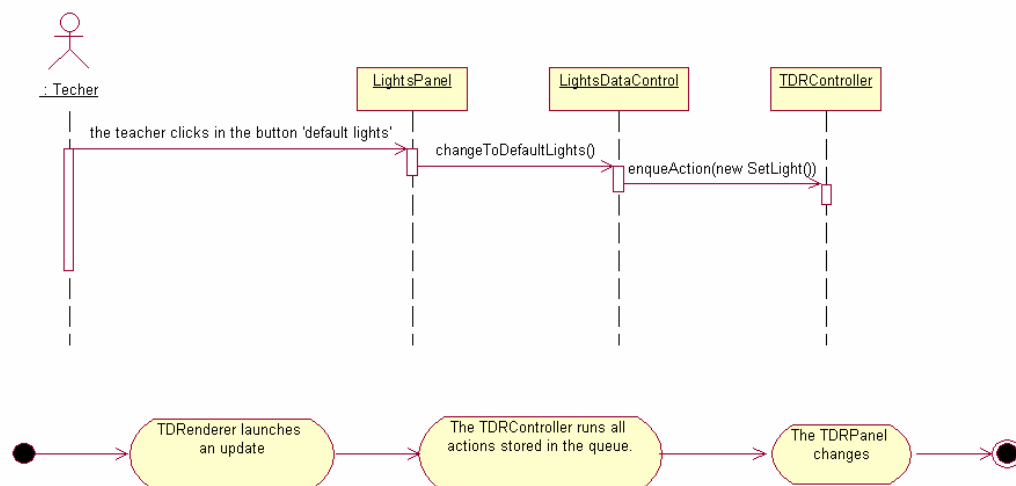 : Techer
LightsPanel
LightsDataControl
TDRController
the teacher clicks in the button 'default lights'
changeToDefaultLights()
enqueAction(new SetLight())
TDRenderer launches
an update
The TDRController runs all
actions stored in the queue.
The TDRPanel
changes